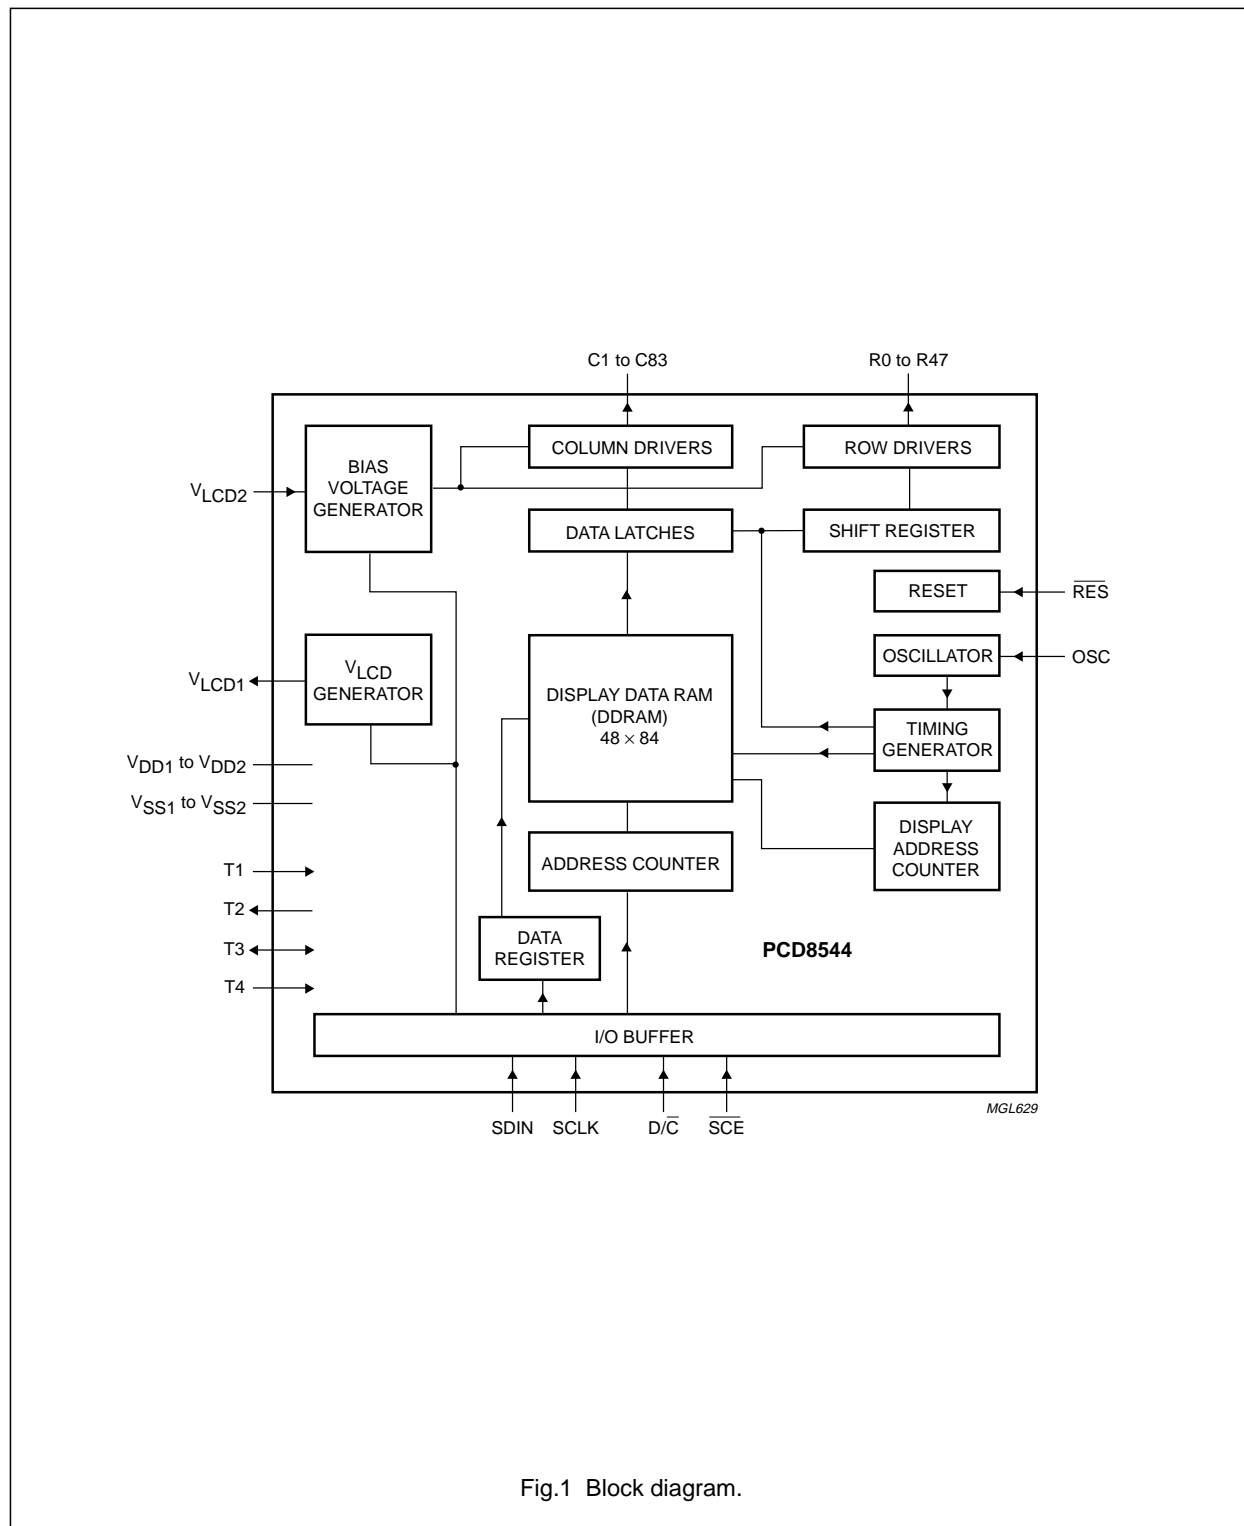 C1 to C83
R0 to R47
BIAS
VOLTAGE
GENERATOR
COLUMN DRIVERS
ROW DRIVERS
VLCD2
DATA LATCHES
SHIFT REGISTER
RESET
R̅E̅S̅
VLCD1
VLCD
GENERATOR
DISPLAY DATA RAM
(DDRAM)
48 × 84
OSCILLATOR
OSC
TIMING
GENERATOR
VDD1 to VDD2
VSS1 to VSS2
DISPLAY
ADDRESS
COUNTER
ADDRESS COUNTER
T1
T2
T3
T4
DATA
REGISTER
PCD8544
I/O BUFFER
SDIN
SCLK
D/C̅
S̅C̅E̅
MGL629
Fig.1 Block diagram.